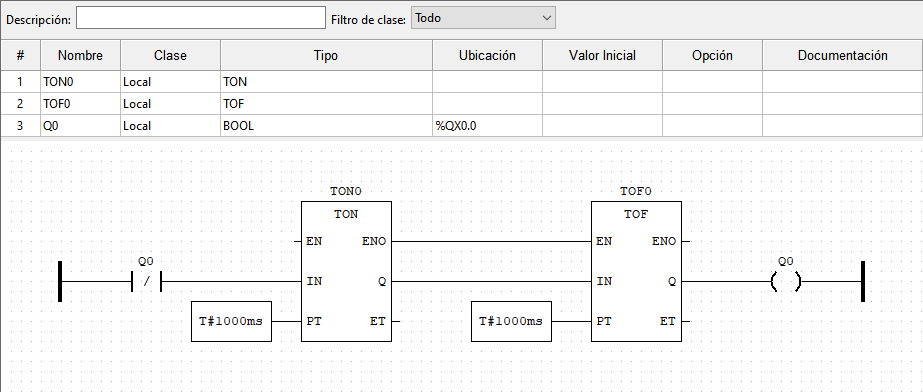 Descripción: Filtro de clase: Todo
# Nombre Clase Tipo Ubicación Valor Inicial Opción Documentación
1 TON0 Local TON
2 TOF0 Local TOF
3 Q0 Local BOOL %QX0.0
TON0 TOF0
TON TOF
EN ENO EN ENO
Q0 Q0
/ IN Q IN Q
T#1000ms PT ET T#1000ms PT ET